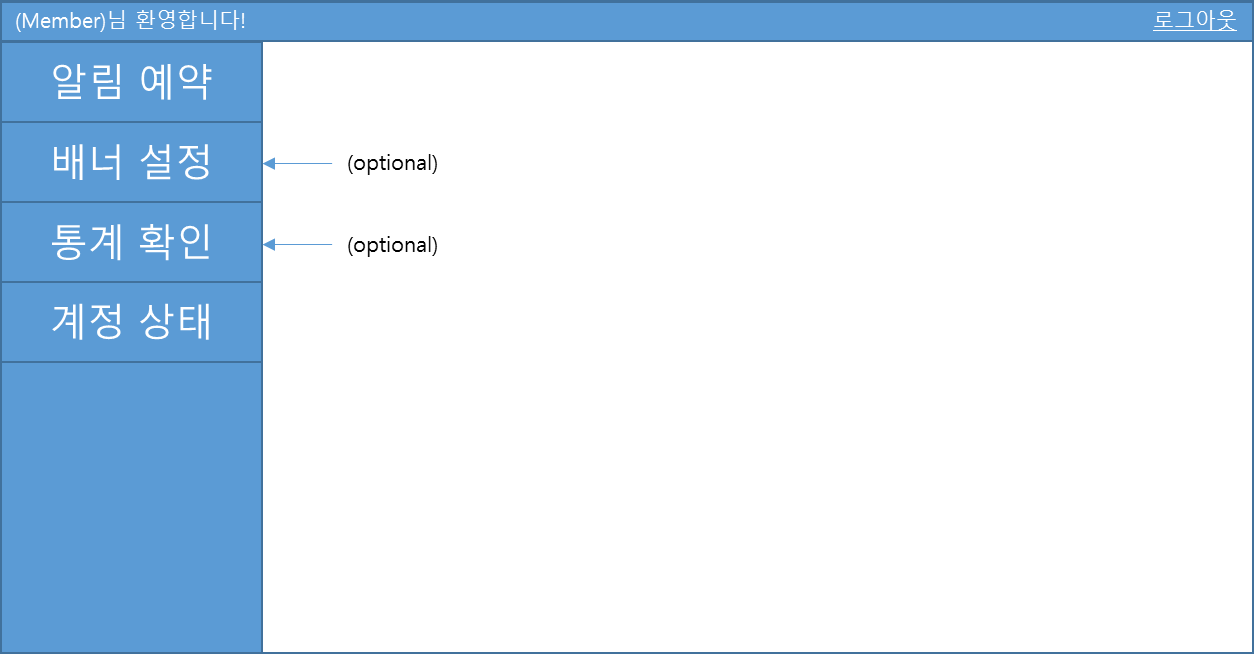 (Member)님 환영합니다!
로그아웃
알림 예약
배너 설정
(optional)
통계 확인
(optional)
계정 상태